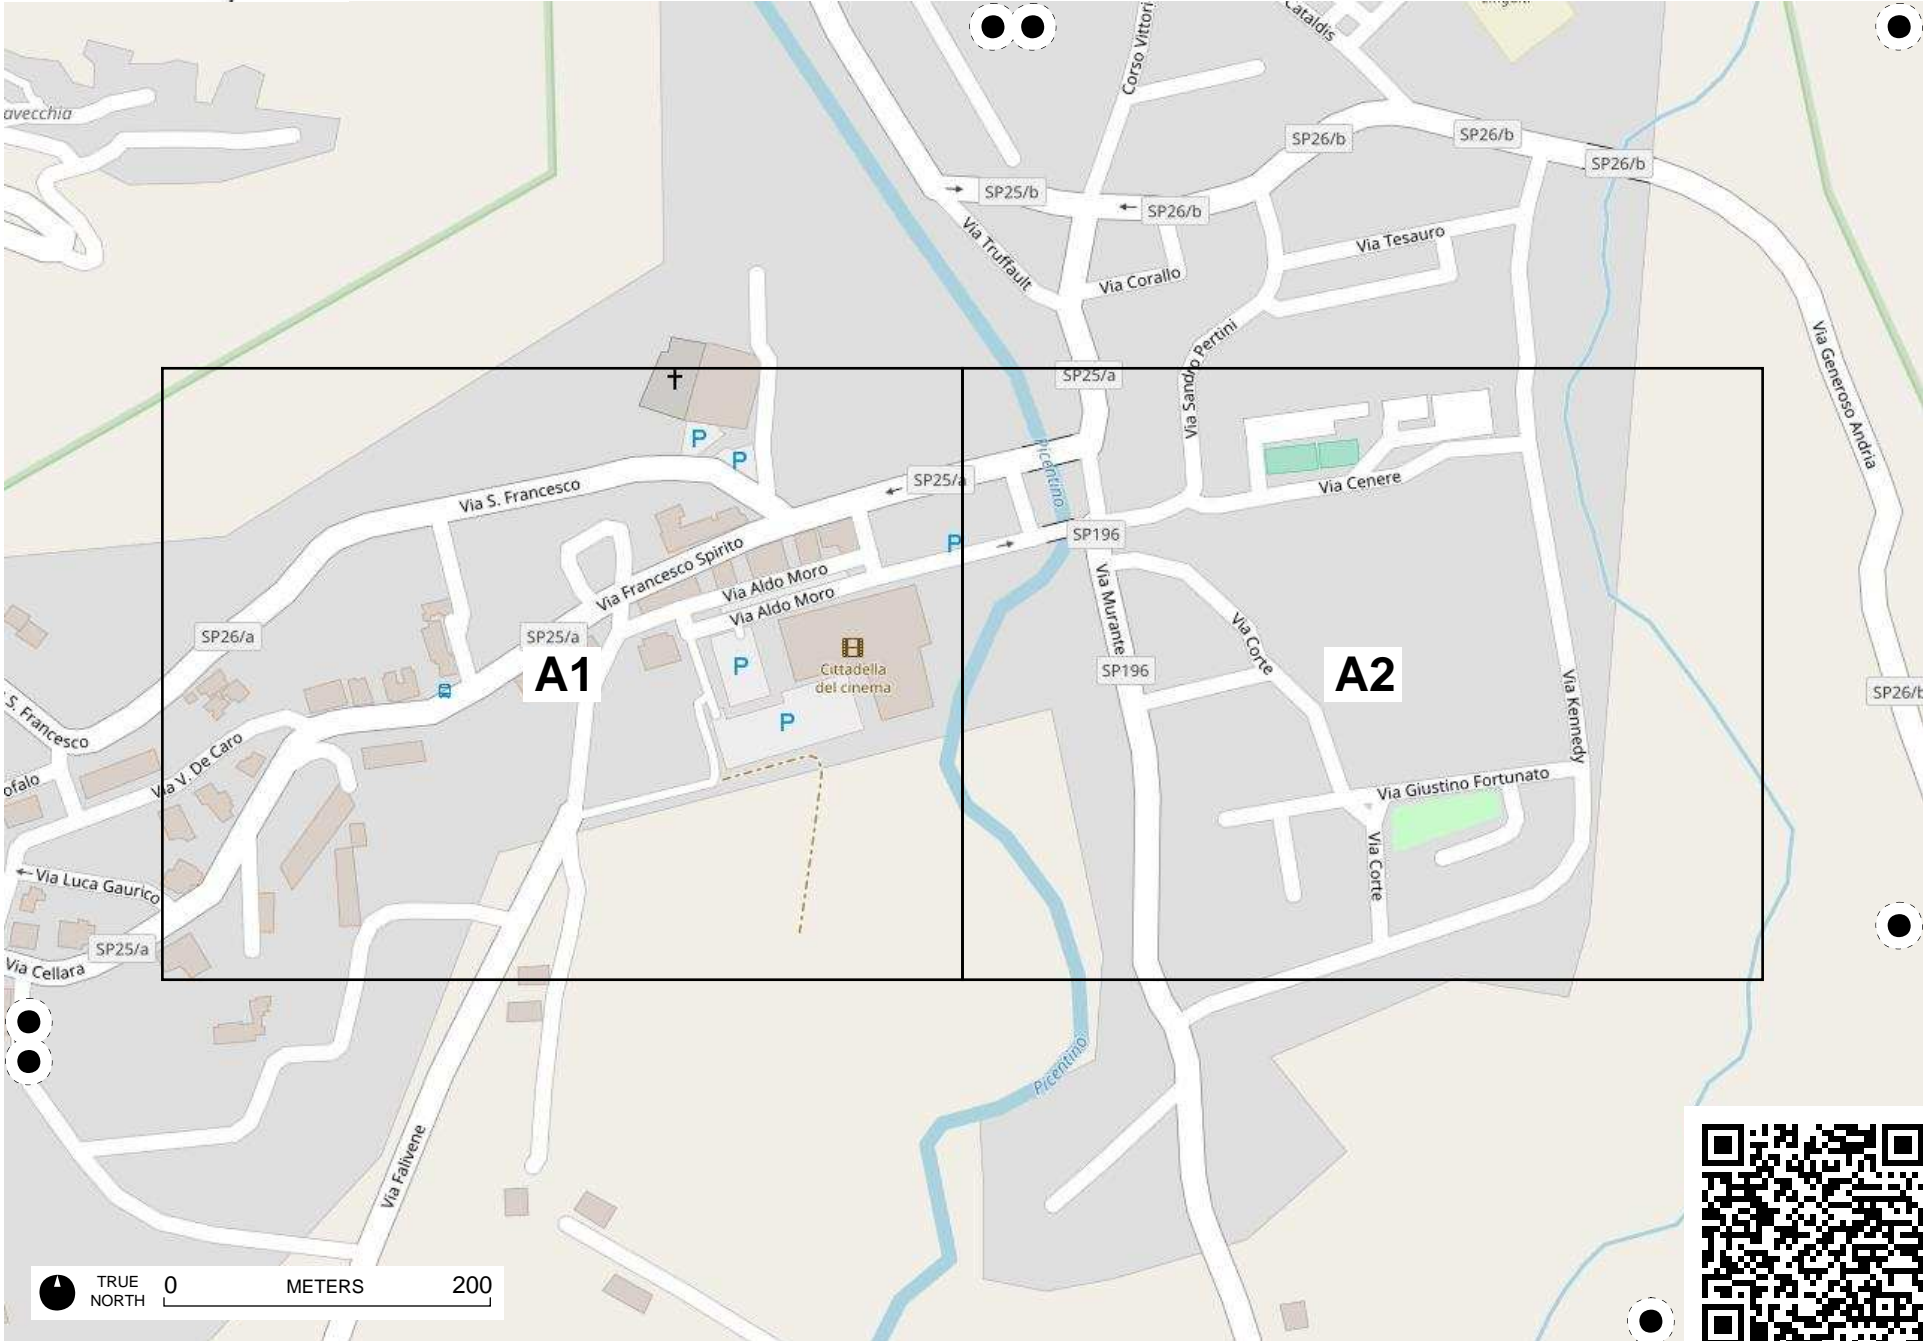 Cataldis
Corso Vittori
avecchia
SP26/b
SP26/b
SP26/b
SP25/b
SP26/b
Via Truffault
Via Tesauro
Via Corallo
Via Sandro Pertini
Via Generoso Andria
SP25/a
P
P
Picentino
SP25/a
Via S. Francesco
Via Cenere
SP196
P
Via Francesco Spirito
Via Aldo Moro
Via Aldo Moro
Via Murante
Via Corte
SP26/a
SP25/a
A1
P
Cittadella
del cinema
SP196
A2
Via Kennedy
SP26/b
S. Francesco
P
Via V. De Caro
ofalo
Via Giustino Fortunato
Via Corte
Via Luca Gaurico
SP25/a
Via Cellara
Picentino
Via Falivene
TRUE
NORTH
0 METERS 200